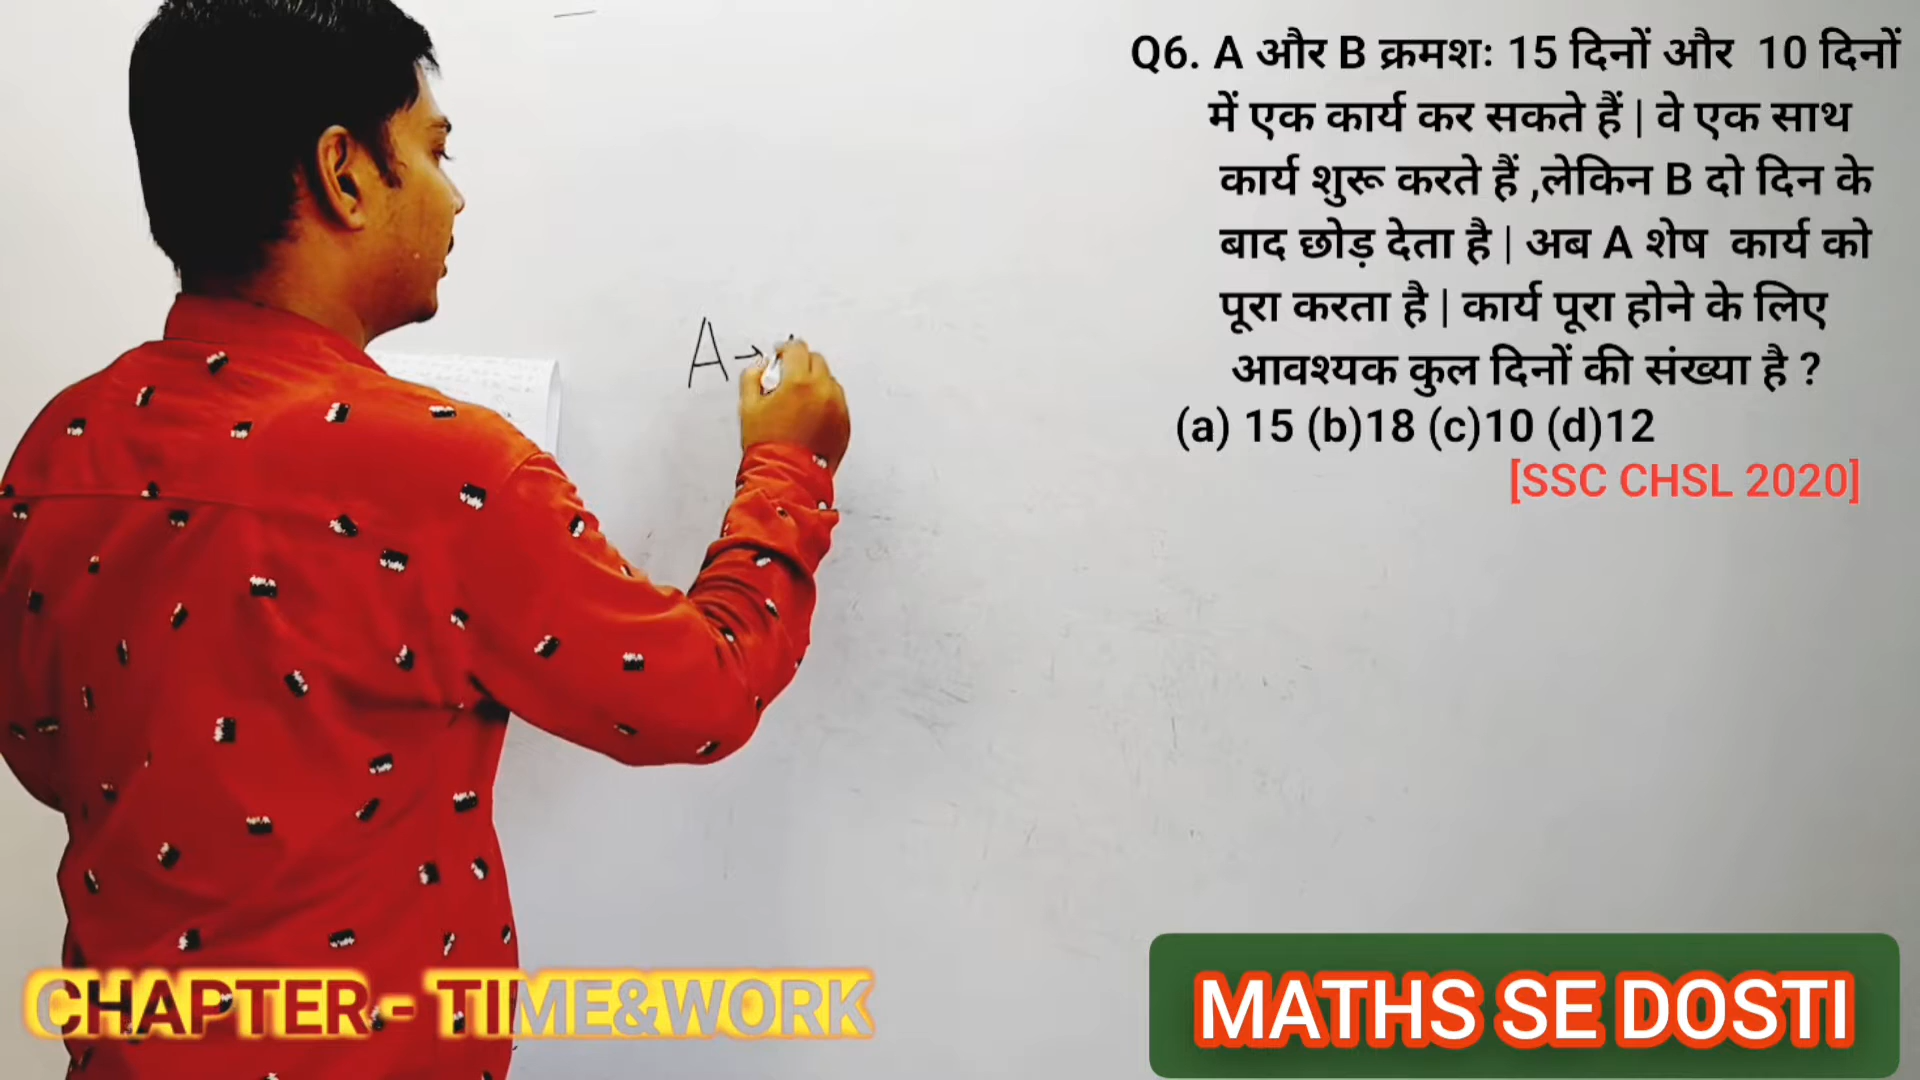 Q6. A और B क्रमशः 15 दिनों और 10 दिनों
में एक कार्य कर सकते हैं | वे एक साथ
कार्य शुरू करते हैं ,लेकिन B दो दिन के
बाद छोड़ देता है | अब A शेष कार्य को
पूरा करता है | कार्य पूरा होने के लिए
आवश्यक कुल दिनों की संख्या है ?
(a) 15 (b)18 (c)10 (d)12
[SSC CHSL 2020]
A→
CHAPTER - TIME&WORK
MATHS SE DOSTI